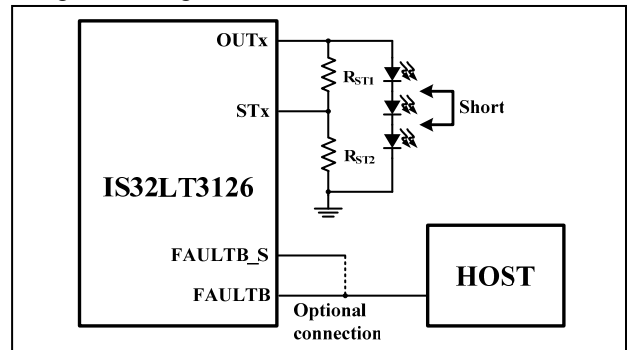 OUTx
R_ST1
STx
Short
R_ST2
IS32LT3126
FAULTB_S
HOST
FAULTB
Optional
connection